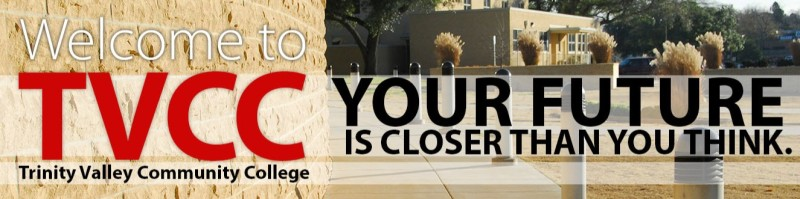 Welcome to
TVCC
Trinity Valley Community College
YOUR FUTURE
IS CLOSER THAN YOU THINK.